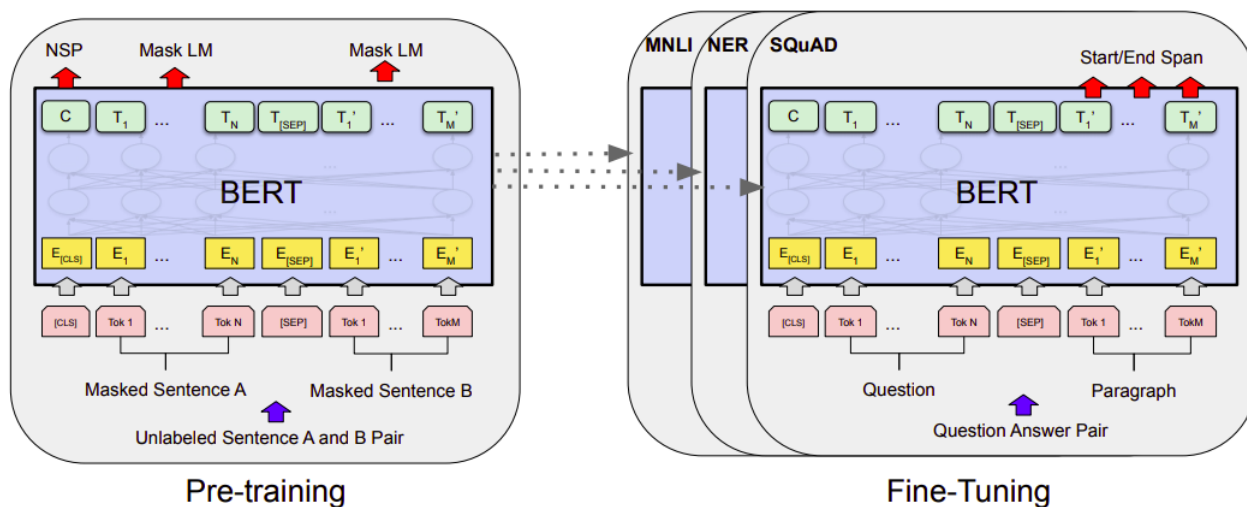 NSP Mask LM Mask LM
C T1 ... TN T[SEP] T1' ... TM'
BERT
E[CLS] E1 ... EN E[SEP] E1' ... EM'
[CLS] Tok 1 ... Tok N [SEP] Tok 1 ... TokM
Masked Sentence A Masked Sentence B
Unlabeled Sentence A and B Pair
Pre-training
MNLI NER SQuAD
Start/End Span
C T1 ... TN T[SEP] T1' ... TM'
BERT
E[CLS] E1 ... EN E[SEP] E1' ... EM'
[CLS] Tok 1 ... Tok N [SEP] Tok 1 ... TokM
Question Paragraph
Question Answer Pair
Fine-Tuning